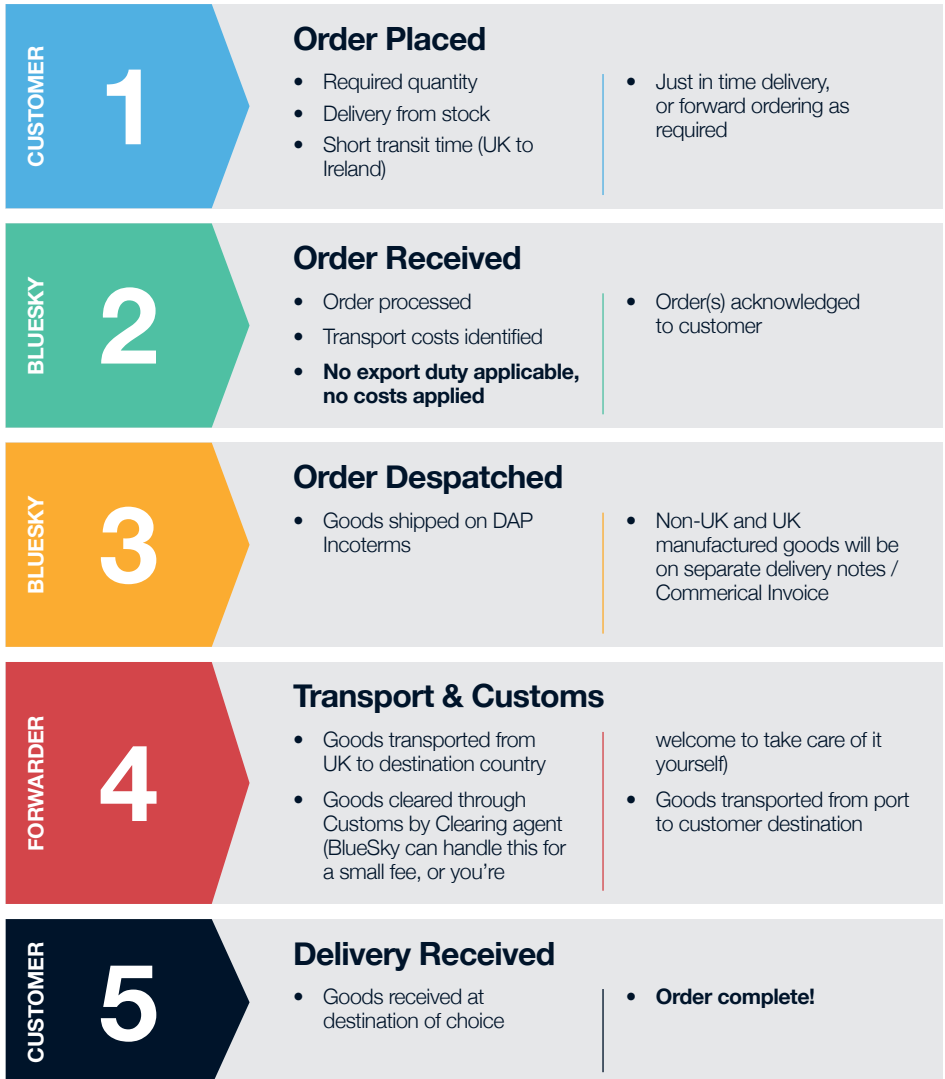 CUSTOMER
1
Order Placed
• Required quantity
• Delivery from stock
• Short transit time (UK to
Ireland)
• Just in time delivery,
or forward ordering as
required
BLUESKY
2
Order Received
• Order processed
• Transport costs identified
• No export duty applicable,
no costs applied
• Order(s) acknowledged
to customer
BLUESKY
3
Order Despatched
• Goods shipped on DAP
Incoterms
• Non-UK and UK
manufactured goods will be
on separate delivery notes /
Commerical Invoice
FORWARDER
4
Transport & Customs
• Goods transported from
UK to destination country
• Goods cleared through
Customs by Clearing agent
(BlueSky can handle this for
a small fee, or you're
welcome to take care of it
yourself)
• Goods transported from port
to customer destination
CUSTOMER
5
Delivery Received
• Goods received at
destination of choice
• Order complete!